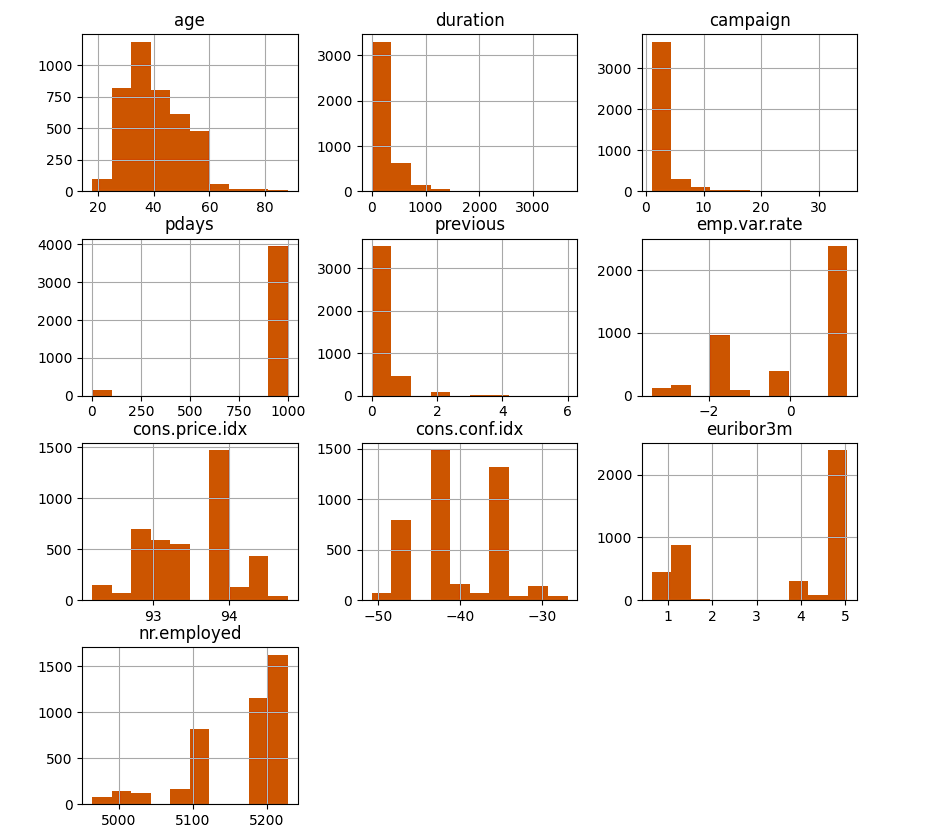 age
duration
campaign
1000
750
500
250
0
20 40 60 80
3000
2000
1000
0
0 1000 2000 3000
3000
2000
1000
0
0 10 20 30
pdays
previous
emp.var.rate
4000
3000
2000
1000
0
0 250 500 750 1000
3000
2000
1000
0
0 2 4 6
2000
1000
0
−2 0
cons.price.idx
cons.conf.idx
euribor3m
1500
1000
500
0
93 94
1500
1000
500
0
−50 −40 −30
2000
1000
0
1 2 3 4 5
nr.employed
1500
1000
500
0
5000 5100 5200